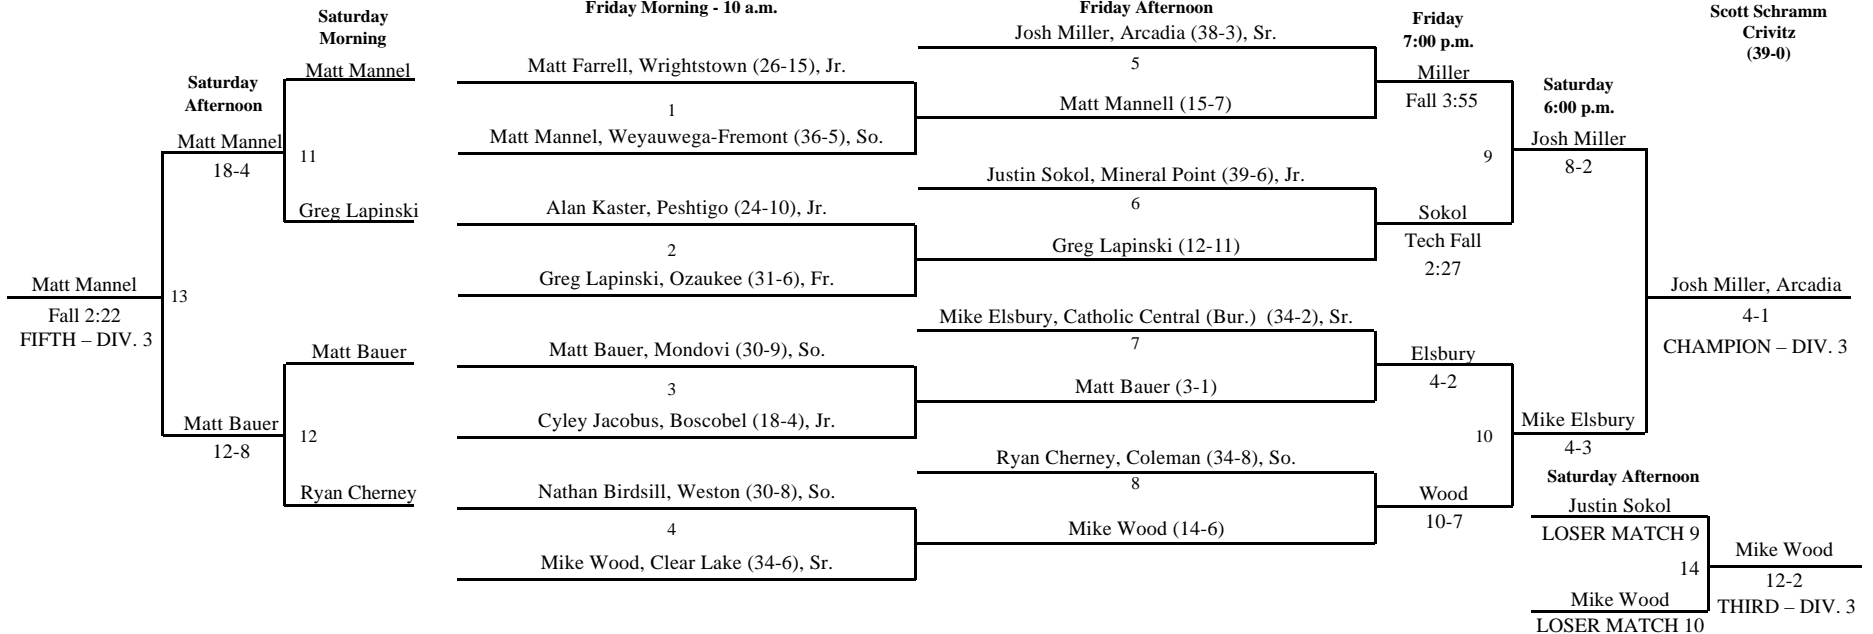 Saturday
Morning
Friday Morning - 10 a.m.
Friday Afternoon
Friday
7:00 p.m.
Scott Schramm
Crivitz
(39-0)
Saturday
Afternoon
Saturday
6:00 p.m.
Matt Mannel
Matt Mannel
18-4
11
Greg Lapinski
Matt Mannel
13
Fall 2:22
FIFTH – DIV. 3
Matt Bauer
Matt Bauer
12-8
12
Ryan Cherney
Matt Farrell, Wrightstown (26-15), Jr.
1
Matt Mannel, Weyauwega-Fremont (36-5), So.
Alan Kaster, Peshtigo (24-10), Jr.
2
Greg Lapinski, Ozaukee (31-6), Fr.
Matt Bauer, Mondovi (30-9), So.
3
Cyley Jacobus, Boscobel (18-4), Jr.
Nathan Birdsill, Weston (30-8), So.
4
Mike Wood, Clear Lake (34-6), Sr.
Josh Miller, Arcadia (38-3), Sr.
5
Matt Mannell (15-7)
Justin Sokol, Mineral Point (39-6), Jr.
6
Greg Lapinski (12-11)
Mike Elsbury, Catholic Central (Bur.) (34-2), Sr.
7
Matt Bauer (3-1)
Ryan Cherney, Coleman (34-8), So.
8
Mike Wood (14-6)
Miller
Fall 3:55
9
Sokol
Tech Fall
2:27
Elsbury
4-2
10
Wood
10-7
Josh Miller
8-2
Mike Elsbury
4-3
Josh Miller, Arcadia
4-1
CHAMPION – DIV. 3
Saturday Afternoon
Justin Sokol
LOSER MATCH 9
14
Mike Wood
LOSER MATCH 10
Mike Wood
12-2
THIRD – DIV. 3